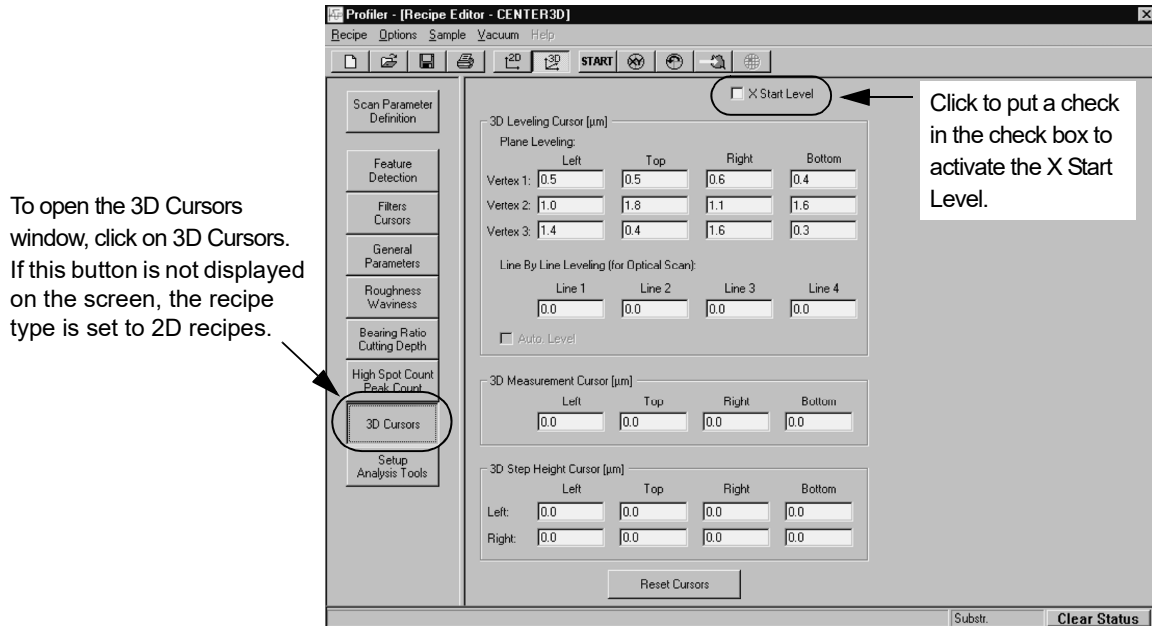 Profiler - [Recipe Editor - CENTER3D]
Recipe Options Sample Vacuum Help
2D 3D START XY
Scan Parameter
Definition
Feature
Detection
Filters
Cursors
General
Parameters
Roughness
Waviness
Bearing Ratio
Cutting Depth
High Spot Count
Peak Count
3D Cursors
Setup
Analysis Tools
To open the 3D Cursors
window, click on 3D Cursors.
If this button is not displayed
on the screen, the recipe
type is set to 2D recipes.
X Start Level
Click to put a check
in the check box to
activate the X Start
Level.
3D Leveling Cursor [µm]
Plane Leveling:
Left Top Right Bottom
Vertex 1: 0.5 0.5 0.6 0.4
Vertex 2: 1.0 1.8 1.1 1.6
Vertex 3: 1.4 0.4 1.6 0.3
Line By Line Leveling (for Optical Scan):
Line 1 Line 2 Line 3 Line 4
0.0 0.0 0.0 0.0
Auto. Level
3D Measurement Cursor [µm]
Left Top Right Bottom
0.0 0.0 0.0 0.0
3D Step Height Cursor [µm]
Left Top Right Bottom
Left: 0.0 0.0 0.0 0.0
Right: 0.0 0.0 0.0 0.0
Reset Cursors
Substr. Clear Status